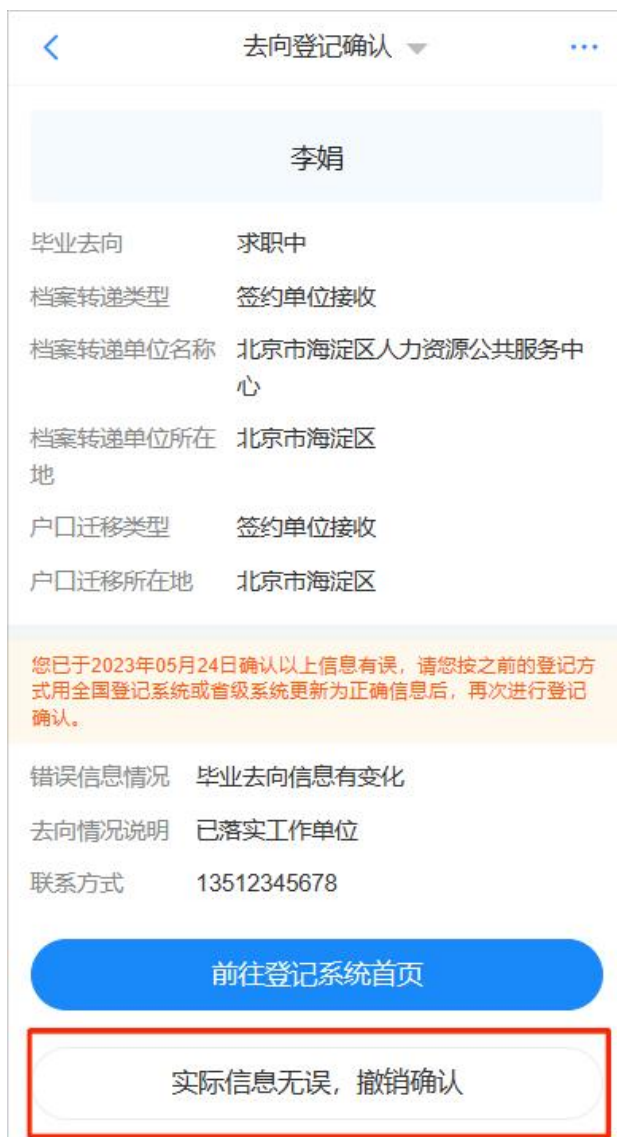 去向登记确认
李娟
毕业去向 求职中
档案转递类型 签约单位接收
档案转递单位名称 北京市海淀区人力资源公共服务中
心
档案转递单位所在 北京市海淀区
地
户口迁移类型 签约单位接收
户口迁移所在地 北京市海淀区
您已于2023年05月24日确认以上信息有误，请您按之前的登记方
式用全国登记系统或省级系统更新为正确信息后，再次进行登记
确认。
错误信息情况 毕业去向信息有变化
去向情况说明 已落实工作单位
联系方式 13512345678
前往登记系统首页
实际信息无误，撤销确认